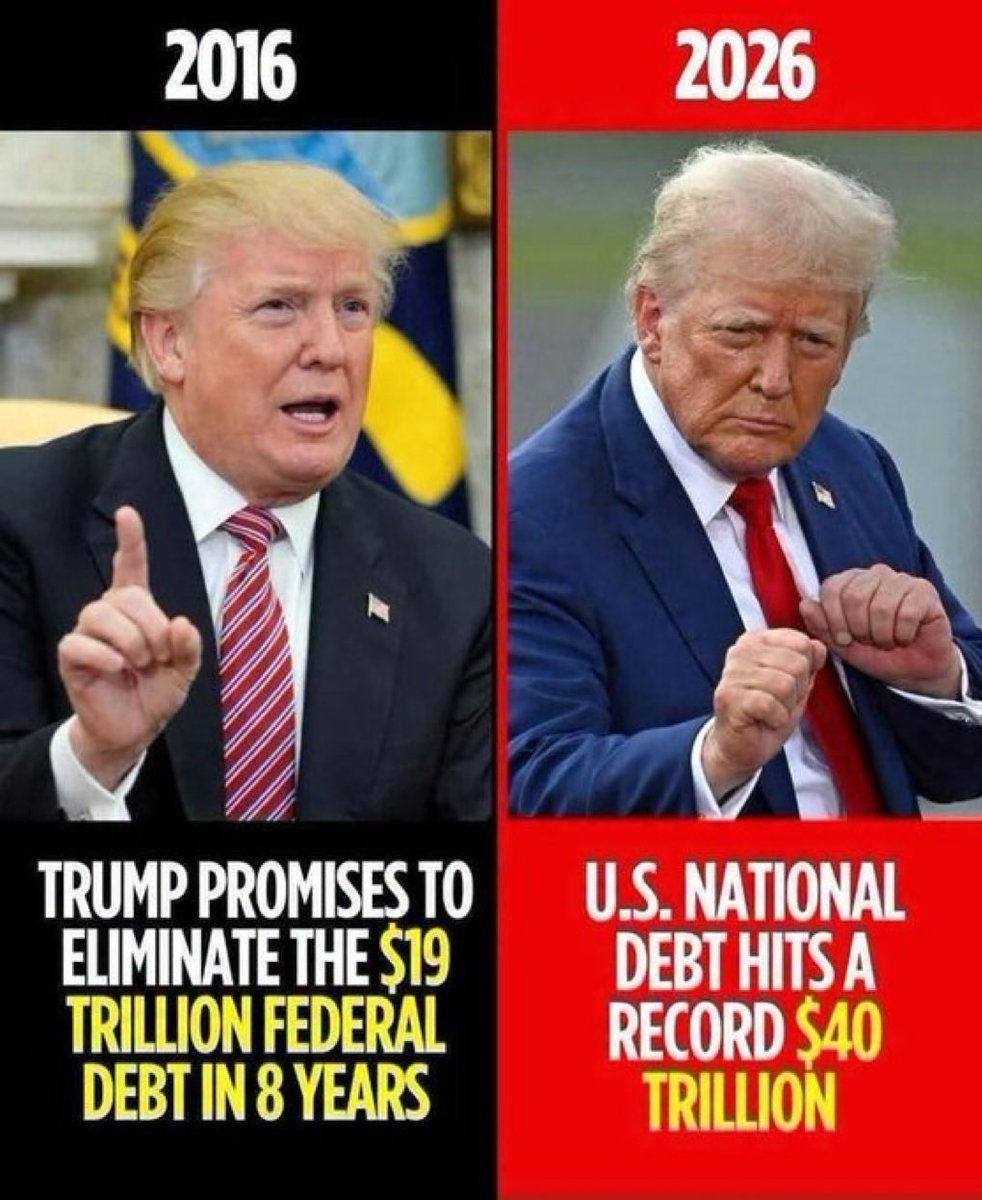 2016
TRUMP PROMISES TO
ELIMINATE THE $19
TRILLION FEDERAL
DEBT IN 8 YEARS
2026
U.S. NATIONAL
DEBT HITS A
RECORD $40
TRILLION